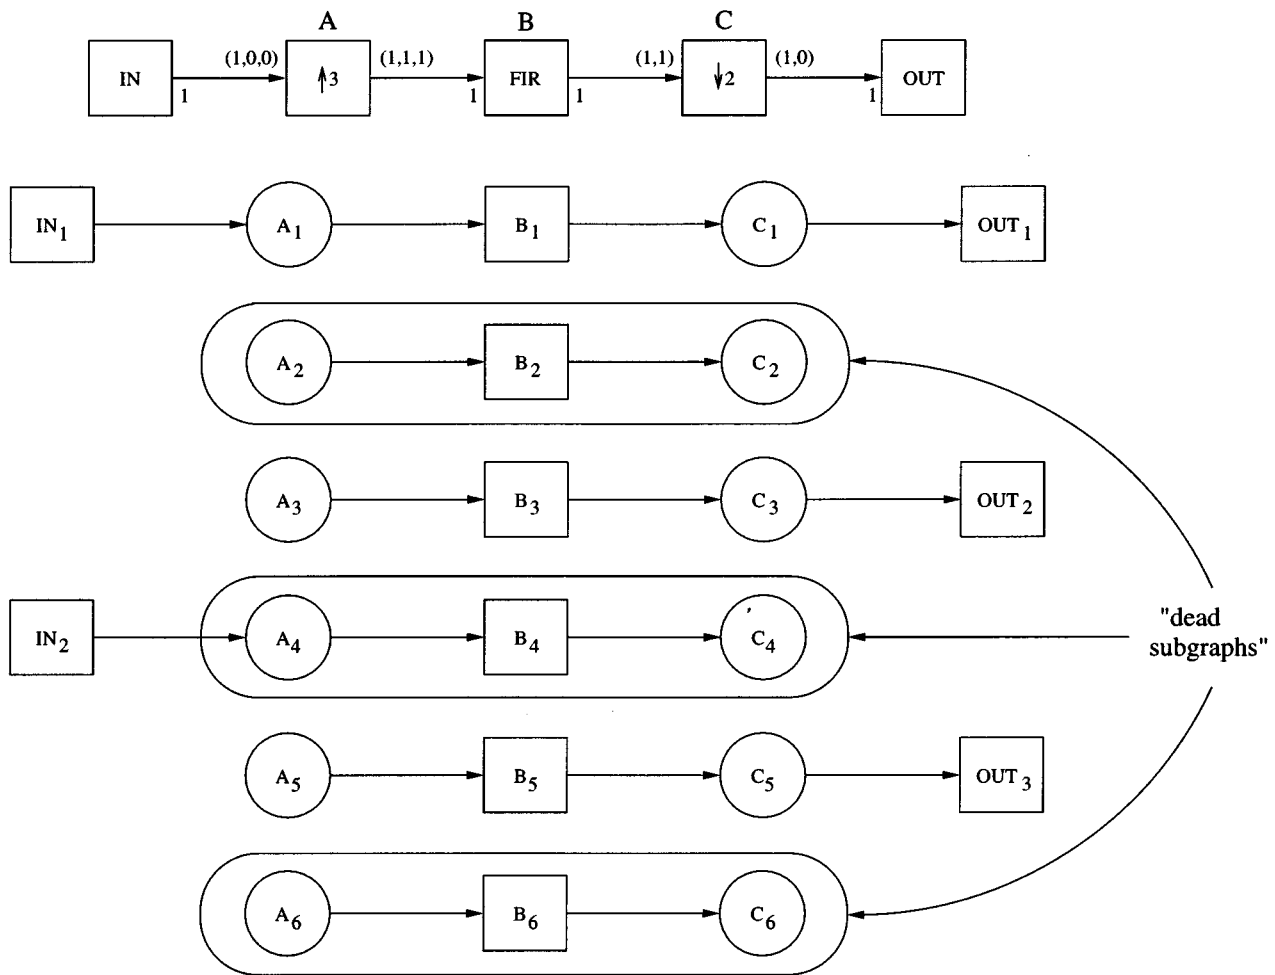 A B C
IN (1,0,0) ↑3 (1,1,1) FIR (1,1) ↓2 (1,0) OUT
1 1 1 1
IN1 A1 B1 C1 OUT1
A2 B2 C2
A3 B3 C3 OUT2
IN2 A4 B4 C4
"dead
subgraphs"
A5 B5 C5 OUT3
A6 B6 C6